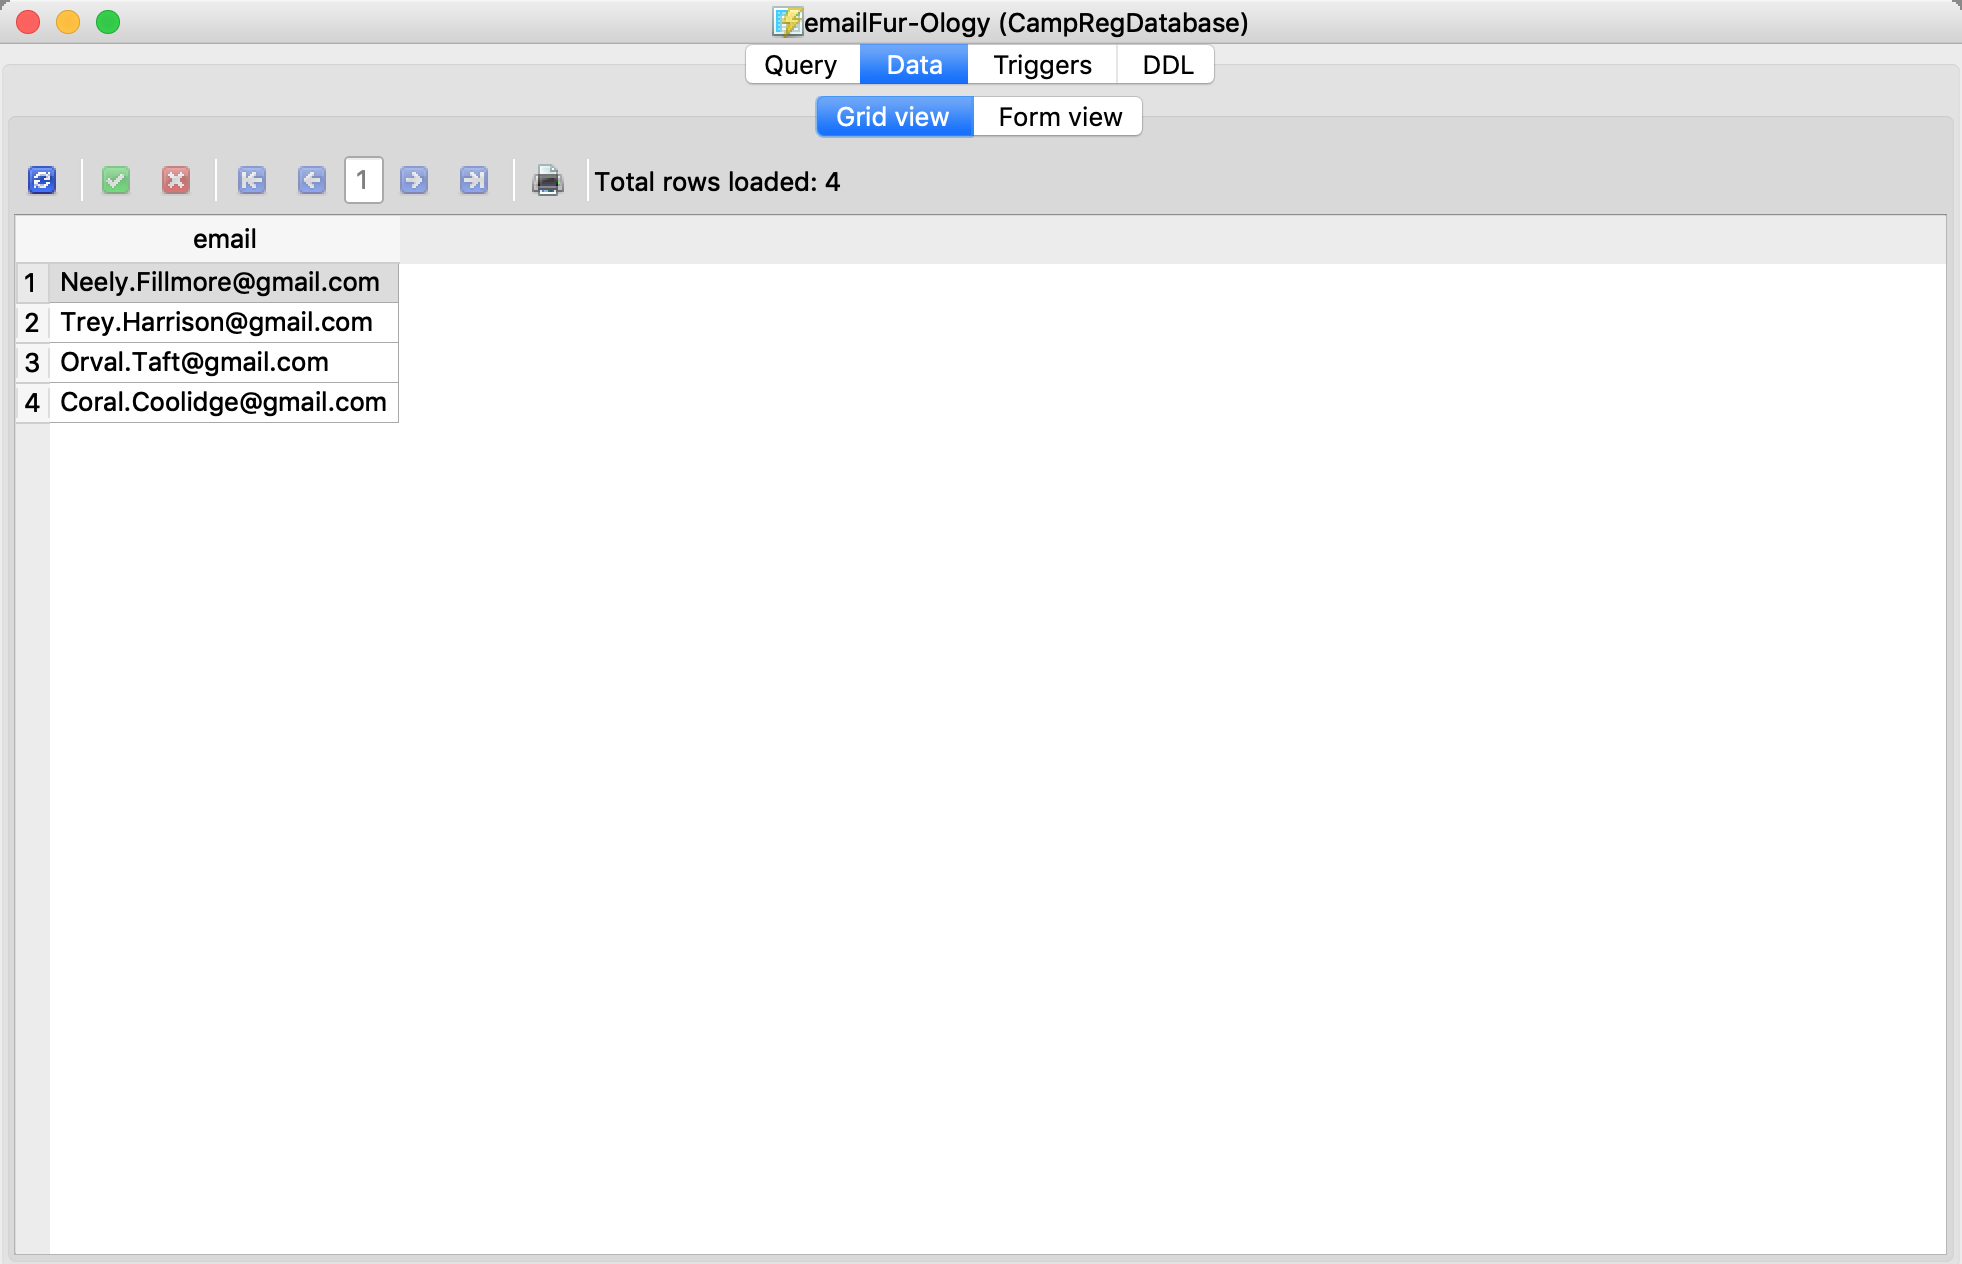 emailFur-Ology (CampRegDatabase)
Query Data Triggers DDL
Grid view Form view
1 Total rows loaded: 4
email
1 Neely.Fillmore@gmail.com
2 Trey.Harrison@gmail.com
3 Orval.Taft@gmail.com
4 Coral.Coolidge@gmail.com